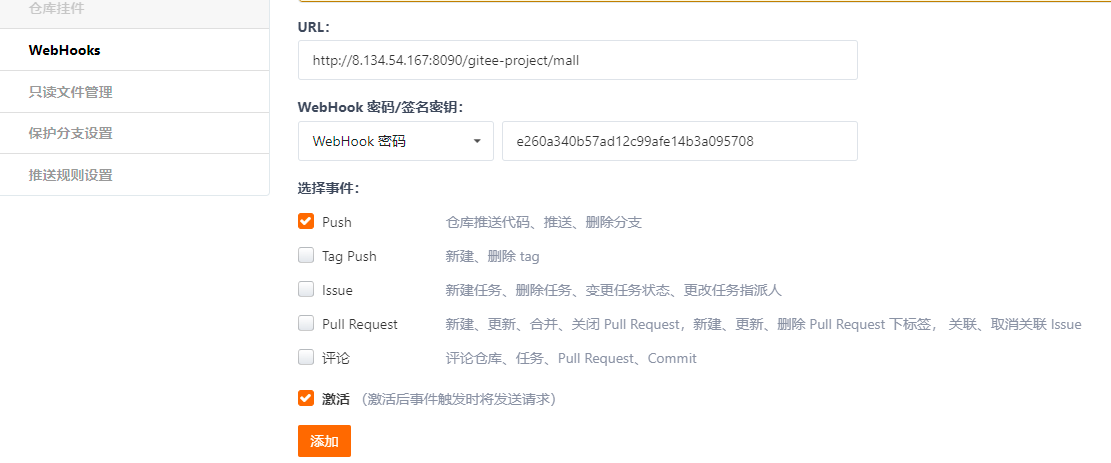 仓库挂件
WebHooks
只读文件管理
保护分支设置
推送规则设置
URL：
http://8.134.54.167:8090/gitee-project/mall
WebHook 密码/签名密钥：
WebHook 密码 e260a340b57ad12c99afe14b3a095708
选择事件：
Push 仓库推送代码、推送、删除分支
Tag Push 新建、删除 tag
Issue 新建任务、删除任务、变更任务状态、更改任务指派人
Pull Request 新建、更新、合并、关闭 Pull Request，新建、更新、删除 Pull Request 下标签， 关联、取消关联 Issue
评论 评论仓库、任务、Pull Request、Commit
激活 （激活后事件触发时将发送请求）
添加